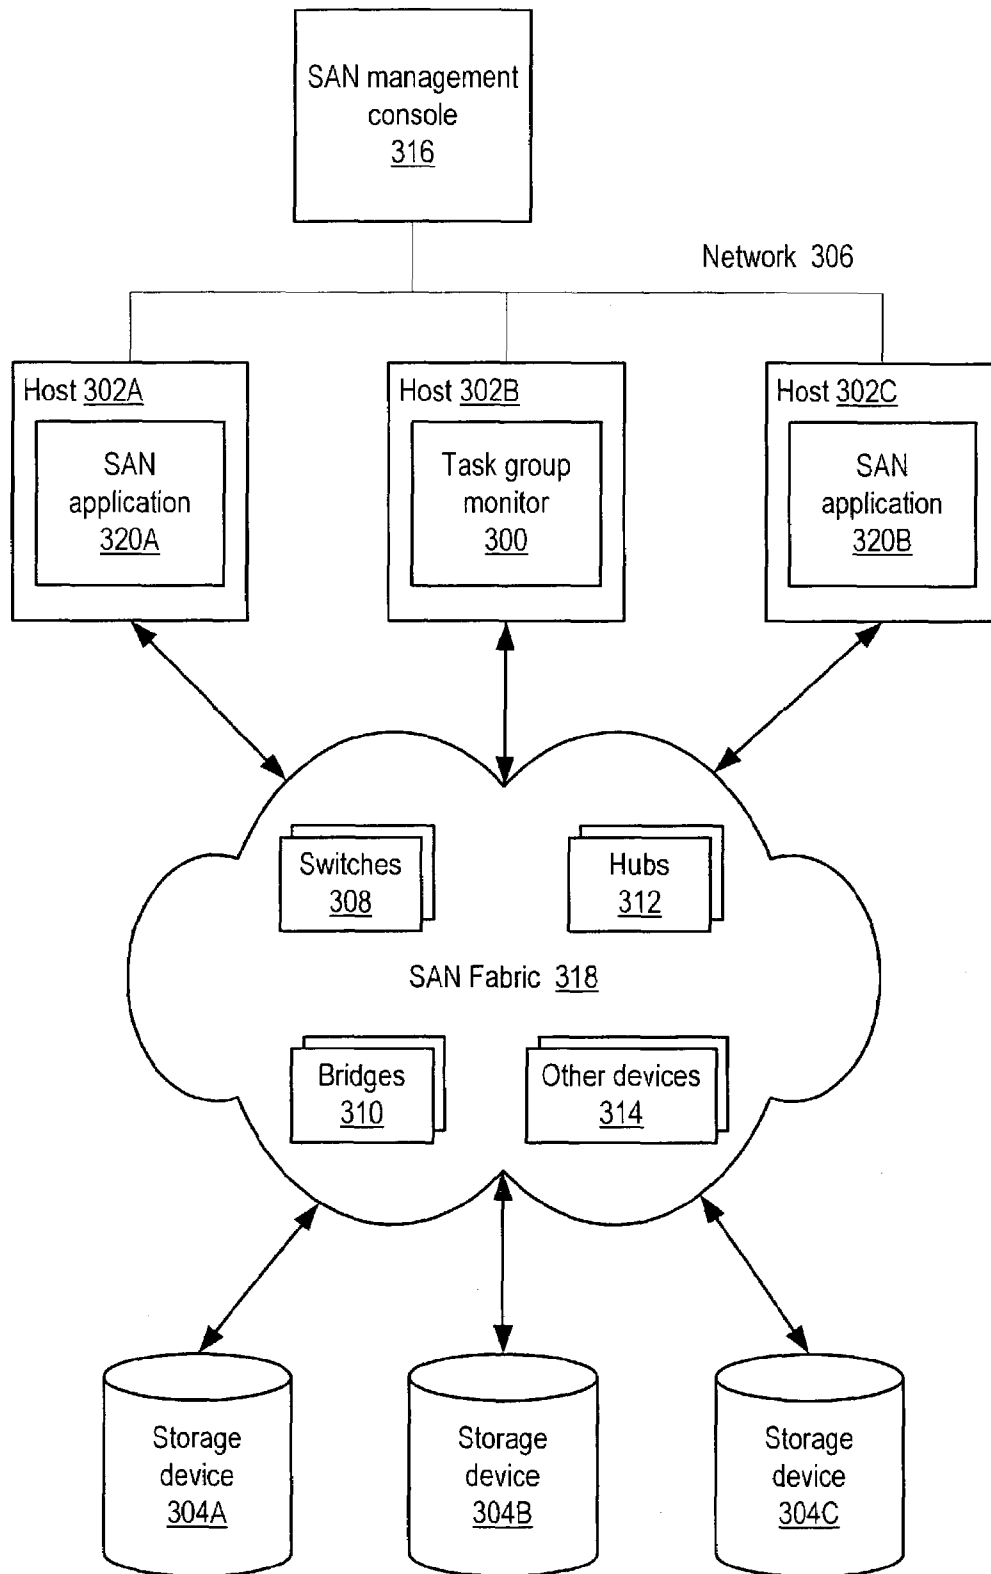 SAN management
console
316
Network 306
Host 302A
SAN
application
320A
Host 302B
Task group
monitor
300
Host 302C
SAN
application
320B
Switches
308
Hubs
312
SAN Fabric 318
Bridges
310
Other devices
314
Storage
device
304A
Storage
device
304B
Storage
device
304C